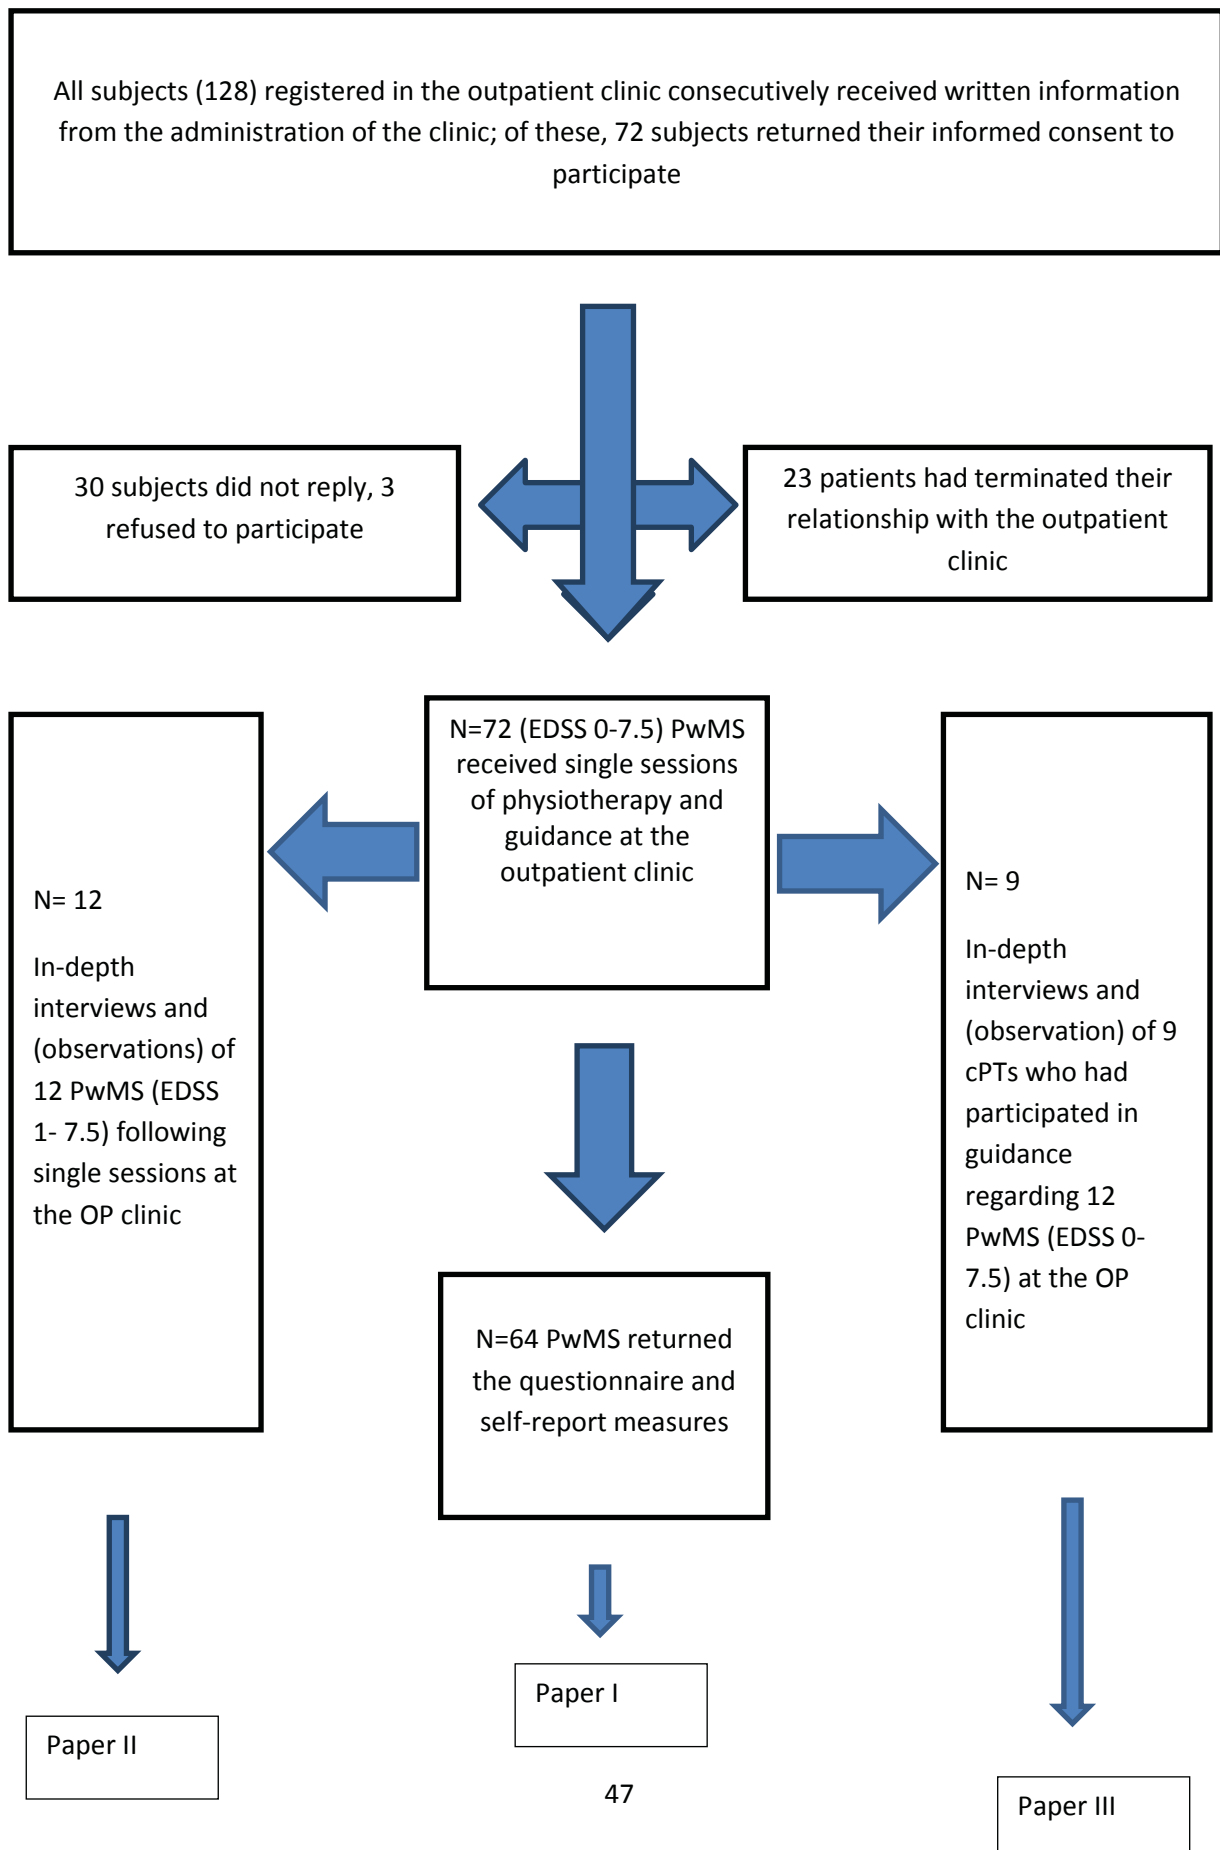 All subjects (128) registered in the outpatient clinic consecutively received written information
from the administration of the clinic; of these, 72 subjects returned their informed consent to
participate
30 subjects did not reply, 3
refused to participate
23 patients had terminated their
relationship with the outpatient
clinic
N=72 (EDSS 0-7.5) PwMS
received single sessions
of physiotherapy and
guidance at the
outpatient clinic
N= 12
In-depth
interviews and
(observations) of
12 PwMS (EDSS
1- 7.5) following
single sessions at
the OP clinic
N= 9
In-depth
interviews and
(observation) of 9
cPTs who had
participated in
guidance
regarding 12
PwMS (EDSS 0-
7.5) at the OP
clinic
N=64 PwMS returned
the questionnaire and
self-report measures
Paper I
Paper II
47
Paper III